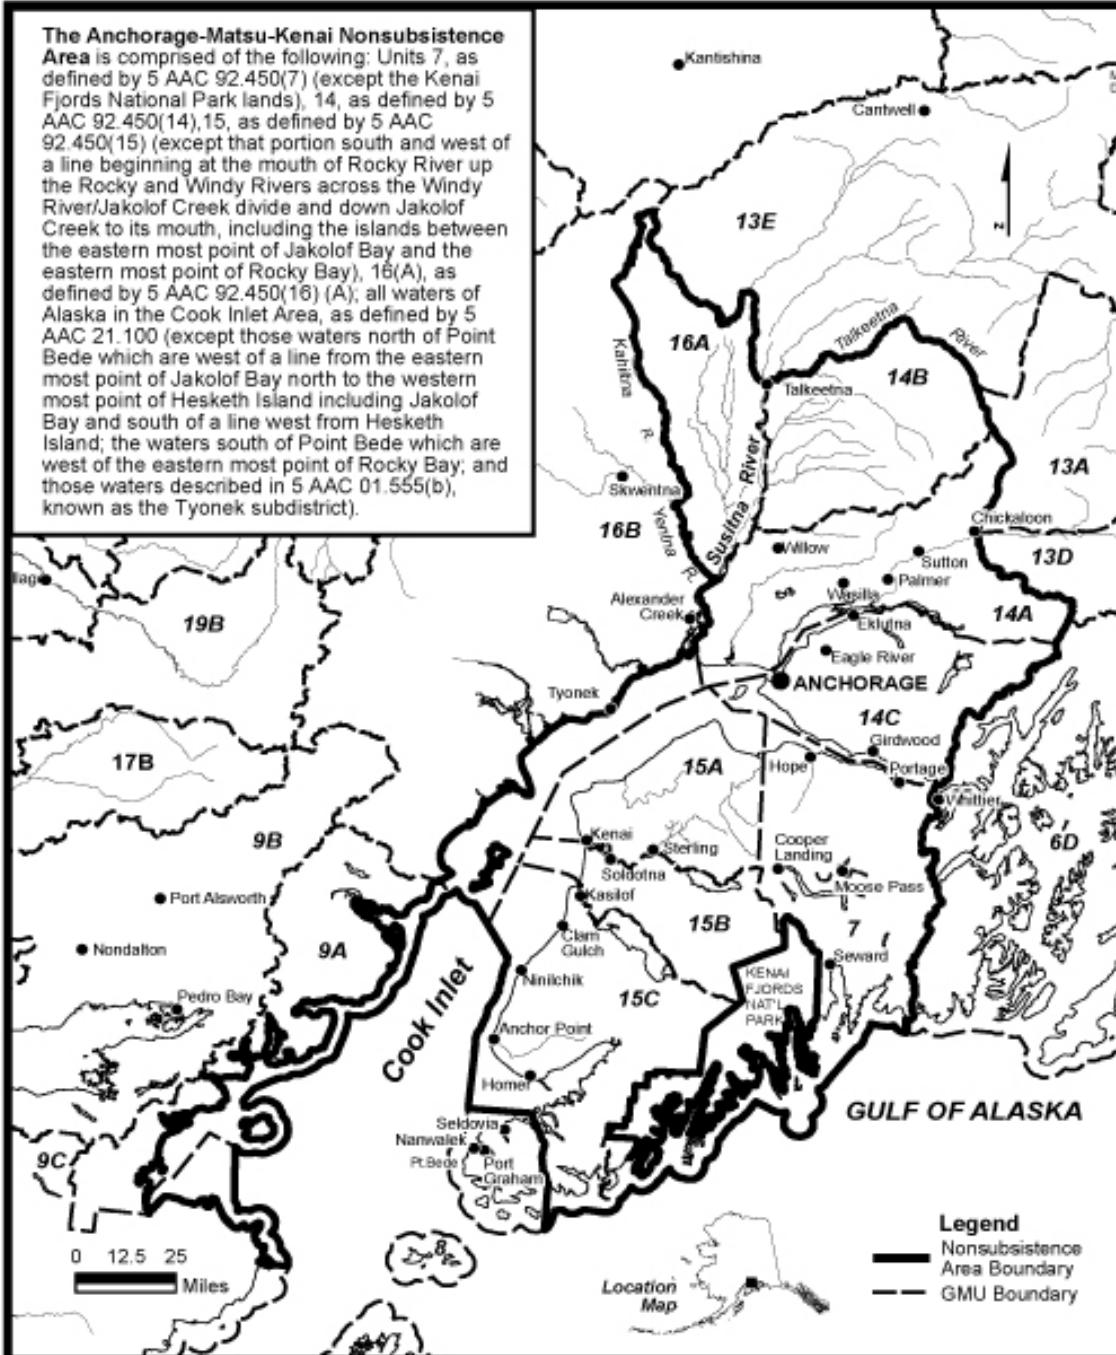 The Anchorage-Matsu-Kenai Nonsubsistence
Area is comprised of the following: Units 7, as
defined by 5 AAC 92.450(7) (except the Kenai
Fjords National Park lands), 14, as defined by 5
AAC 92.450(14),15, as defined by 5 AAC
92.450(15) (except that portion south and west of
a line beginning at the mouth of Rocky River up
the Rocky and Windy Rivers across the Windy
River/Jakolof Creek divide and down Jakolof
Creek to its mouth, including the islands between
the eastern most point of Jakolof Bay and the
eastern most point of Rocky Bay), 16(A), as
defined by 5 AAC 92.450(16) (A); all waters of
Alaska in the Cook Inlet Area, as defined by 5
AAC 21.100 (except those waters north of Point
Bede which are west of a line from the eastern
most point of Jakolof Bay north to the western
most point of Hesketh Island including Jakolof
Bay and south of a line west from Hesketh
Island; the waters south of Point Bede which are
west of the eastern most point of Rocky Bay; and
those waters described in 5 AAC 01.555(b),
known as the Tyonek subdistrict).
Kantishina
Cantwell
13E
N
16A
Talkeetna
River
Kahiltna
R.
14B
Talkeetna
13A
Skwentna
Susitna River
16B
Yentna
R.
Chickaloon
Willow
Sutton
13D
Palmer
Wasilla
Alexander
Creek
14A
Eklutna
19B
Eagle River
Tyonek
ANCHORAGE
14C
Girdwood
17B
15A
Hope
Portage
Whittier
9B
Kenai
Sterling
Cooper
Landing
6D
Soldotna
Moose Pass
Port Alsworth
Kasilof
15B
7
Clam
Gulch
Nondalton
9A
Seward
KENAI
FJORDS
NAT'L
PARK
Ninilchik
Pedro Bay
15C
Cook Inlet
Anchor Point
Homer
GULF OF ALASKA
Seldovia
Nanwalek
Pt.Bede
Port
Graham
9C
8
0 12.5 25
Miles
Location
Map
Legend
Nonsubsistence
Area Boundary
GMU Boundary